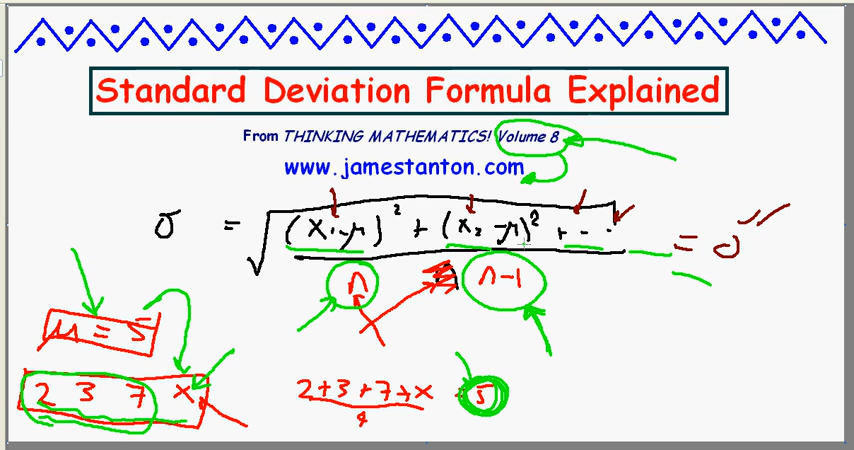 Standard Deviation Formula Explained
From THINKING MATHEMATICS! Volume 8
www.jamestanton.com
σ = √ (x₁-μ)² + (x₂-μ)² + ... = σ
n n-1
μ = 5
2 3 7 x
2+3+7+x = 5
4